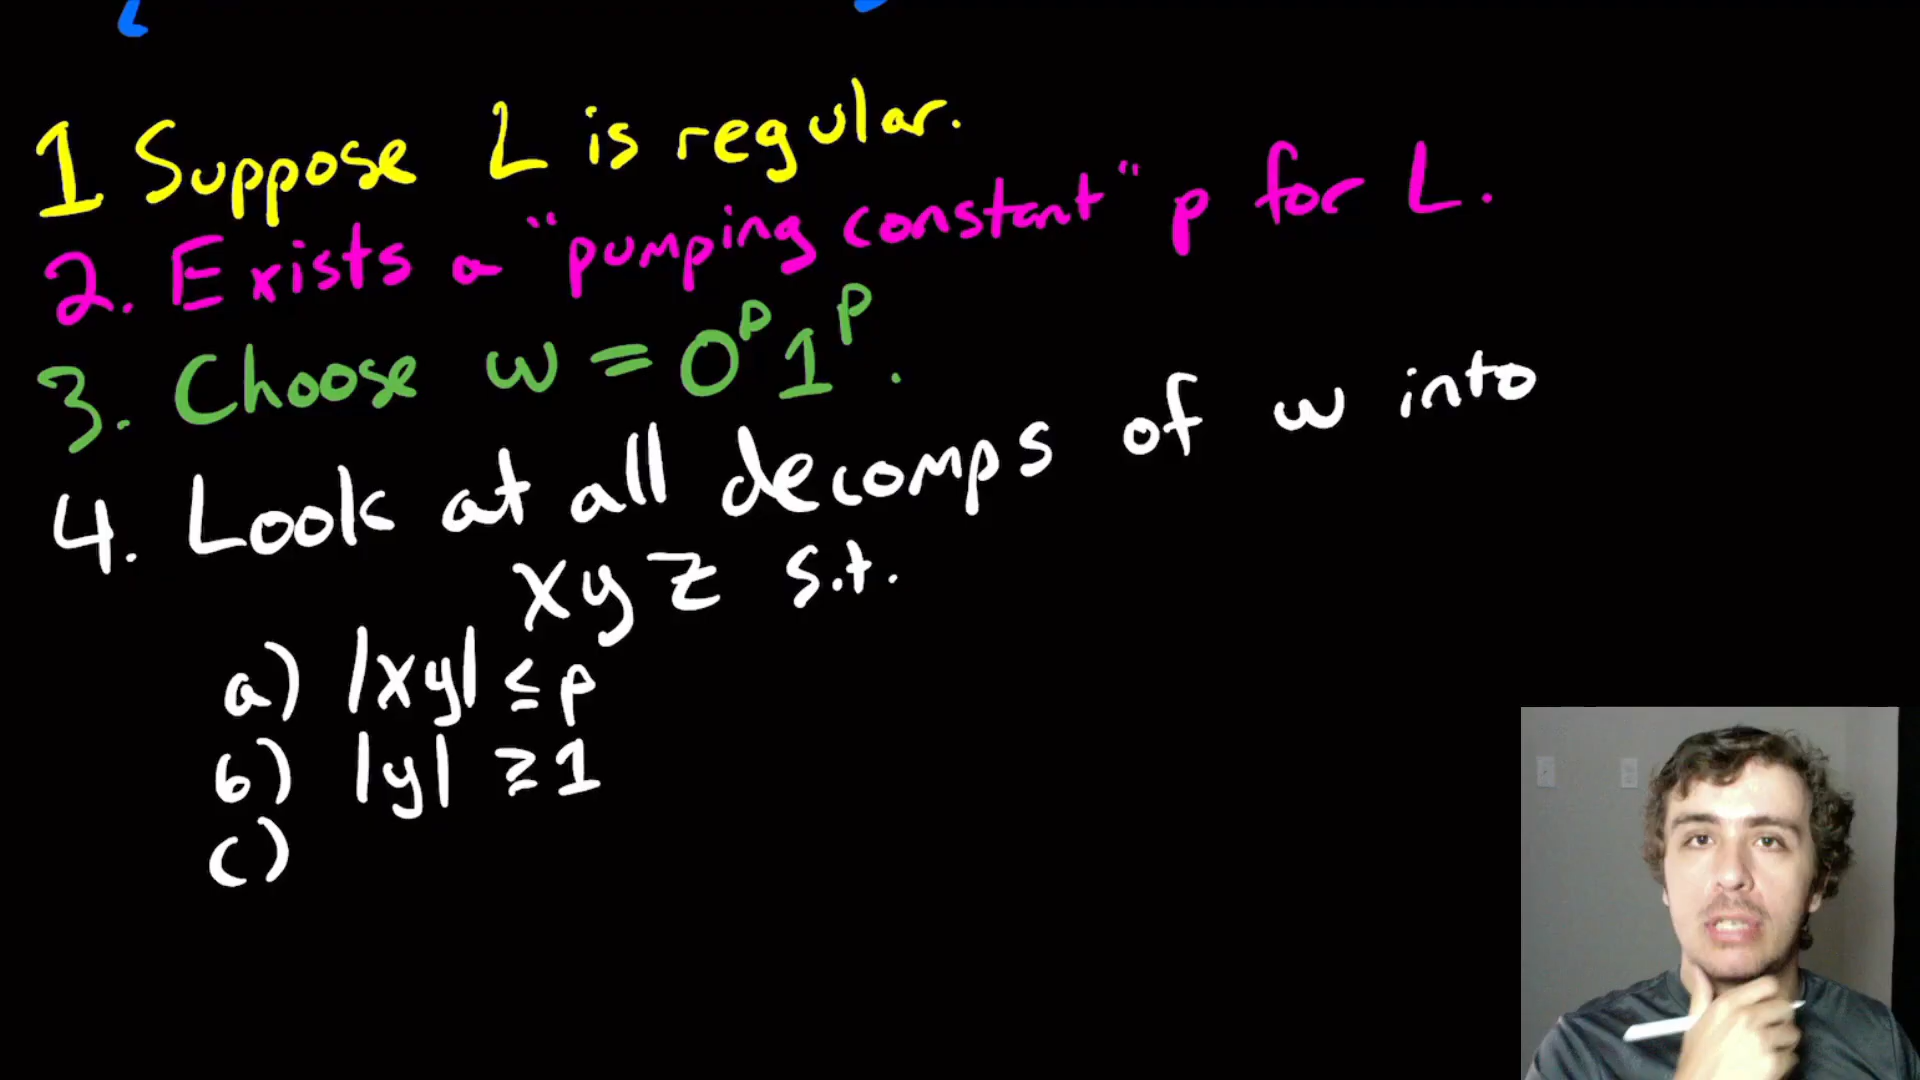 1 Suppose L is regular.
2. Exists a "pumping constant" p for L.
3. Choose w = 0^p 1^p.
4. Look at all decomps of w into
xyz s.t.
a) |xy| ≤ p
b) |y| ≥ 1
c)